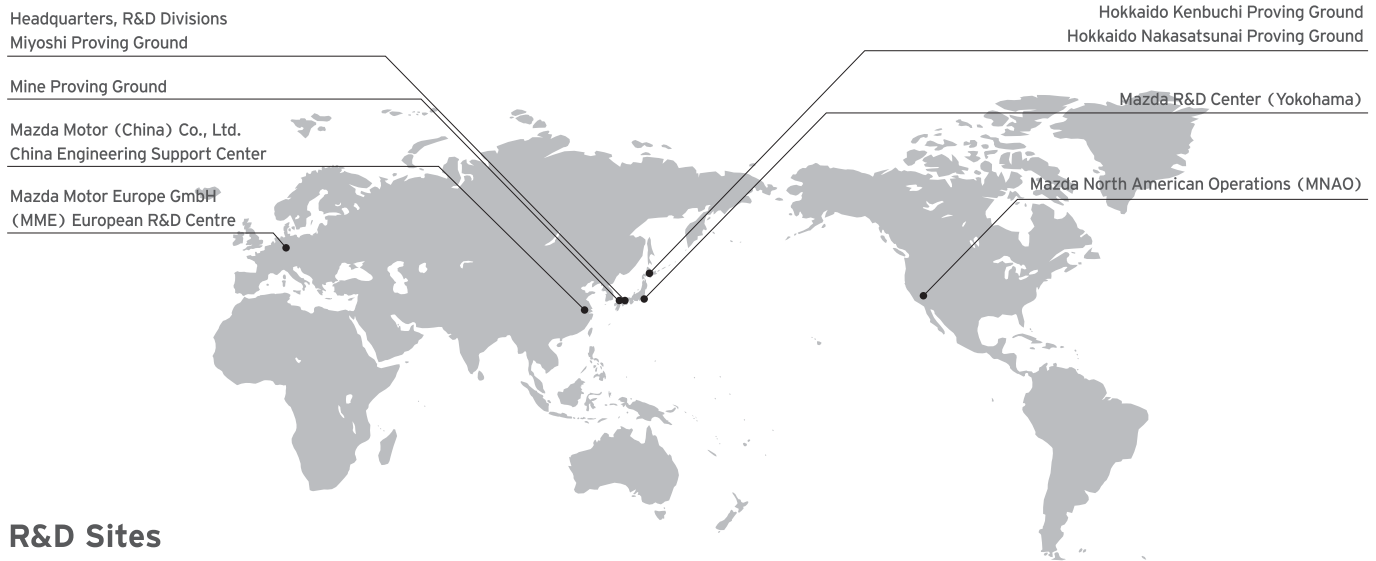 Headquarters, R&D Divisions
Miyoshi Proving Ground
Mine Proving Ground
Mazda Motor (China) Co., Ltd.
China Engineering Support Center
Mazda Motor Europe GmbH
(MME) European R&D Centre
Hokkaido Kenbuchi Proving Ground
Hokkaido Nakasatsunai Proving Ground
Mazda R&D Center (Yokohama)
Mazda North American Operations (MNAO)
R&D Sites